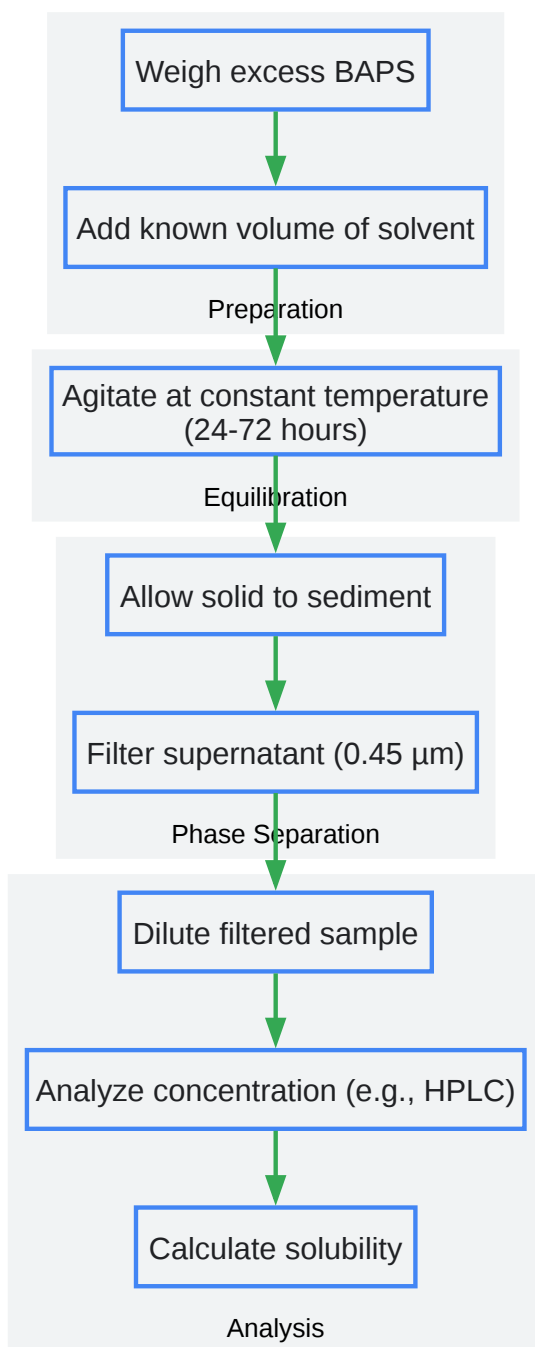 Weigh excess BAPS
Add known volume of solvent
Preparation
Agitate at constant temperature
(24-72 hours)
Equilibration
Allow solid to sediment
Filter supernatant (0.45 µm)
Phase Separation
Dilute filtered sample
Analyze concentration (e.g., HPLC)
Calculate solubility
Analysis